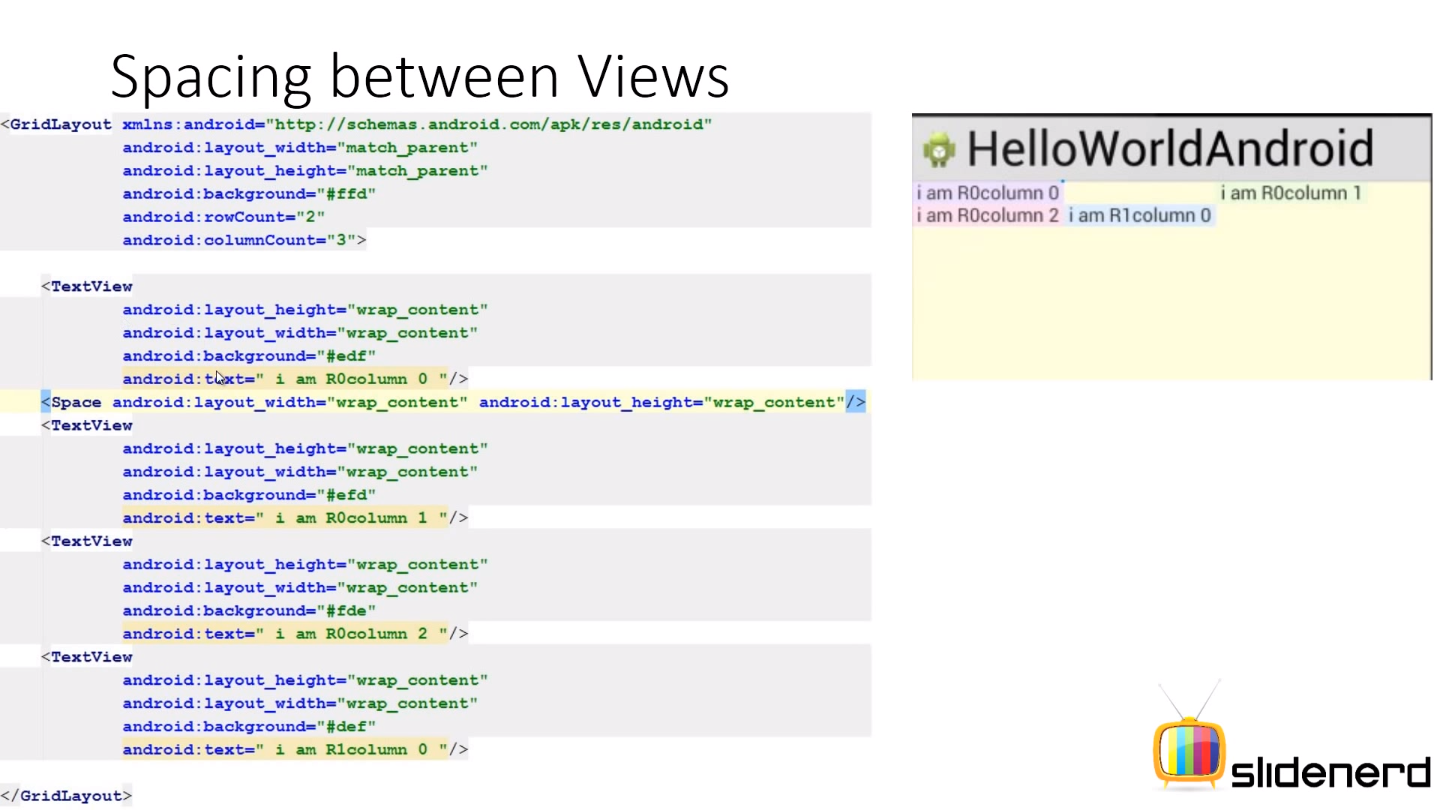 Spacing between Views
<GridLayout xmlns:android="http://schemas.android.com/apk/res/android"
android:layout_width="match_parent"
android:layout_height="match_parent"
android:background="#ffd"
android:rowCount="2"
android:columnCount="3">
<TextView
android:layout_height="wrap_content"
android:layout_width="wrap_content"
android:background="#edf"
android:text=" i am R0column 0 "/>
<Space android:layout_width="wrap_content" android:layout_height="wrap_content"/>
<TextView
android:layout_height="wrap_content"
android:layout_width="wrap_content"
android:background="#efd"
android:text=" i am R0column 1 "/>
<TextView
android:layout_height="wrap_content"
android:layout_width="wrap_content"
android:background="#fde"
android:text=" i am R0column 2 "/>
<TextView
android:layout_height="wrap_content"
android:layout_width="wrap_content"
android:background="#def"
android:text=" i am R1column 0 "/>
</GridLayout>
HelloWorldAndroid
i am R0column 0 i am R0column 1
i am R0column 2 i am R1column 0
slidenerd